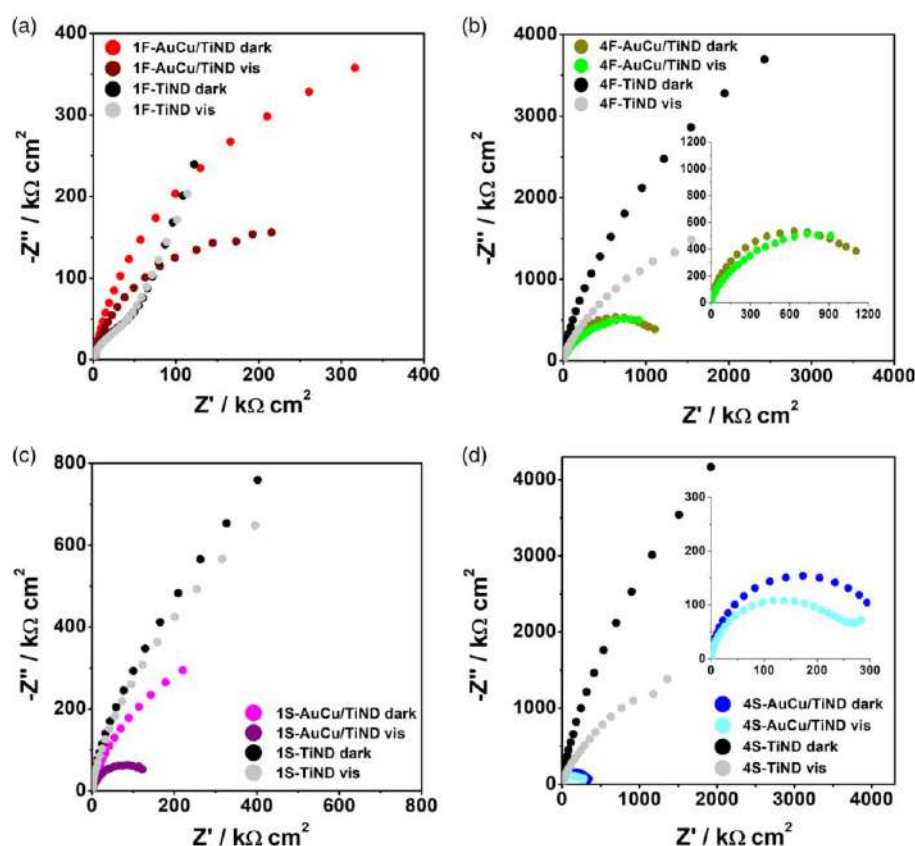 (a)
400
300
200
100
0
0 100 200 300 400
-Z'' / kΩ cm2
Z' / kΩ cm2
1F-AuCu/TiND dark
1F-AuCu/TiND vis
1F-TiND dark
1F-TiND vis
(b)
4000
3000
2000
1000
0
0 1000 2000 3000 4000
-Z'' / kΩ cm2
Z' / kΩ cm2
4F-AuCu/TiND dark
4F-AuCu/TiND vis
4F-TiND dark
4F-TiND vis
1200
1000
800
600
400
200
0
0 300 600 900 1200
(c)
800
600
400
200
0
0 200 400 600 800
-Z'' / kΩ cm2
Z' / kΩ cm2
1S-AuCu/TiND dark
1S-AuCu/TiND vis
1S-TiND dark
1S-TiND vis
(d)
4000
3000
2000
1000
0
0 1000 2000 3000 4000
-Z'' / kΩ cm2
Z' / kΩ cm2
300
200
100
0
0 100 200 300
4S-AuCu/TiND dark
4S-AuCu/TiND vis
4S-TiND dark
4S-TiND vis